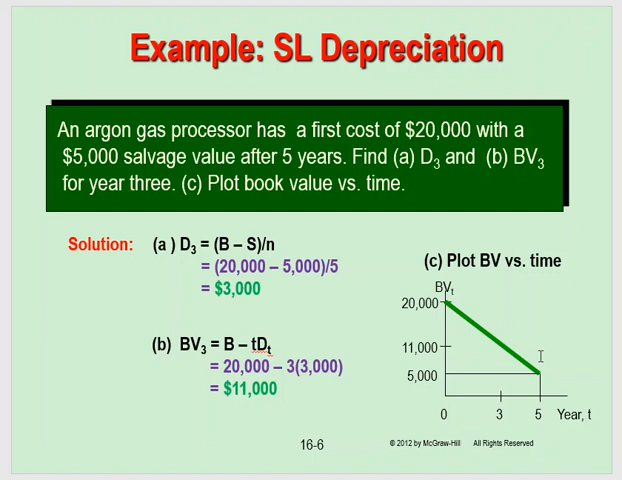 Example: SL Depreciation
An argon gas processor has a first cost of $20,000 with a
$5,000 salvage value after 5 years. Find (a) D3 and (b) BV3
for year three. (c) Plot book value vs. time.
Solution: (a ) D3 = (B – S)/n
= (20,000 – 5,000)/5
= $3,000
(b) BV3 = B – tDt
= 20,000 – 3(3,000)
= $11,000
(c) Plot BV vs. time
BVt
20,000
11,000
5,000
0 3 5 Year, t
16-6
© 2012 by McGraw-Hill All Rights Reserved